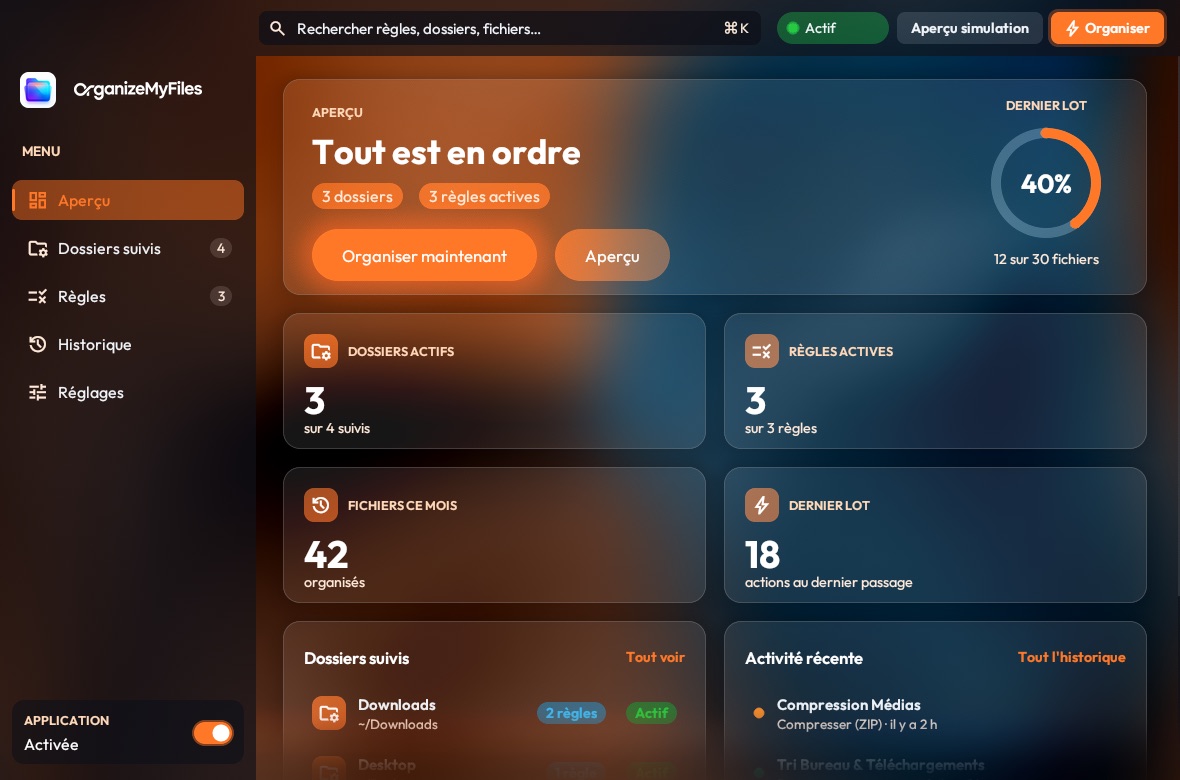 Rechercher règles, dossiers, fichiers...
⌘K
Actif
Aperçu simulation
Organiser
OrganizeMyFiles
MENU
Aperçu
Dossiers suivis
4
Règles
3
Historique
Réglages
APPLICATION
Activée
APERÇU
Tout est en ordre
3 dossiers
3 règles actives
Organiser maintenant
Aperçu
DERNIER LOT
40%
12 sur 30 fichiers
DOSSIERS ACTIFS
3
sur 4 suivis
RÈGLES ACTIVES
3
sur 3 règles
FICHIERS CE MOIS
42
organisés
DERNIER LOT
18
actions au dernier passage
Dossiers suivis
Tout voir
Downloads
~/Downloads
2 règles
Actif
Desktop
Activité récente
Tout l'historique
Compression Médias
Compresser (ZIP) · il y a 2 h
Tri Bureau & Téléchargements